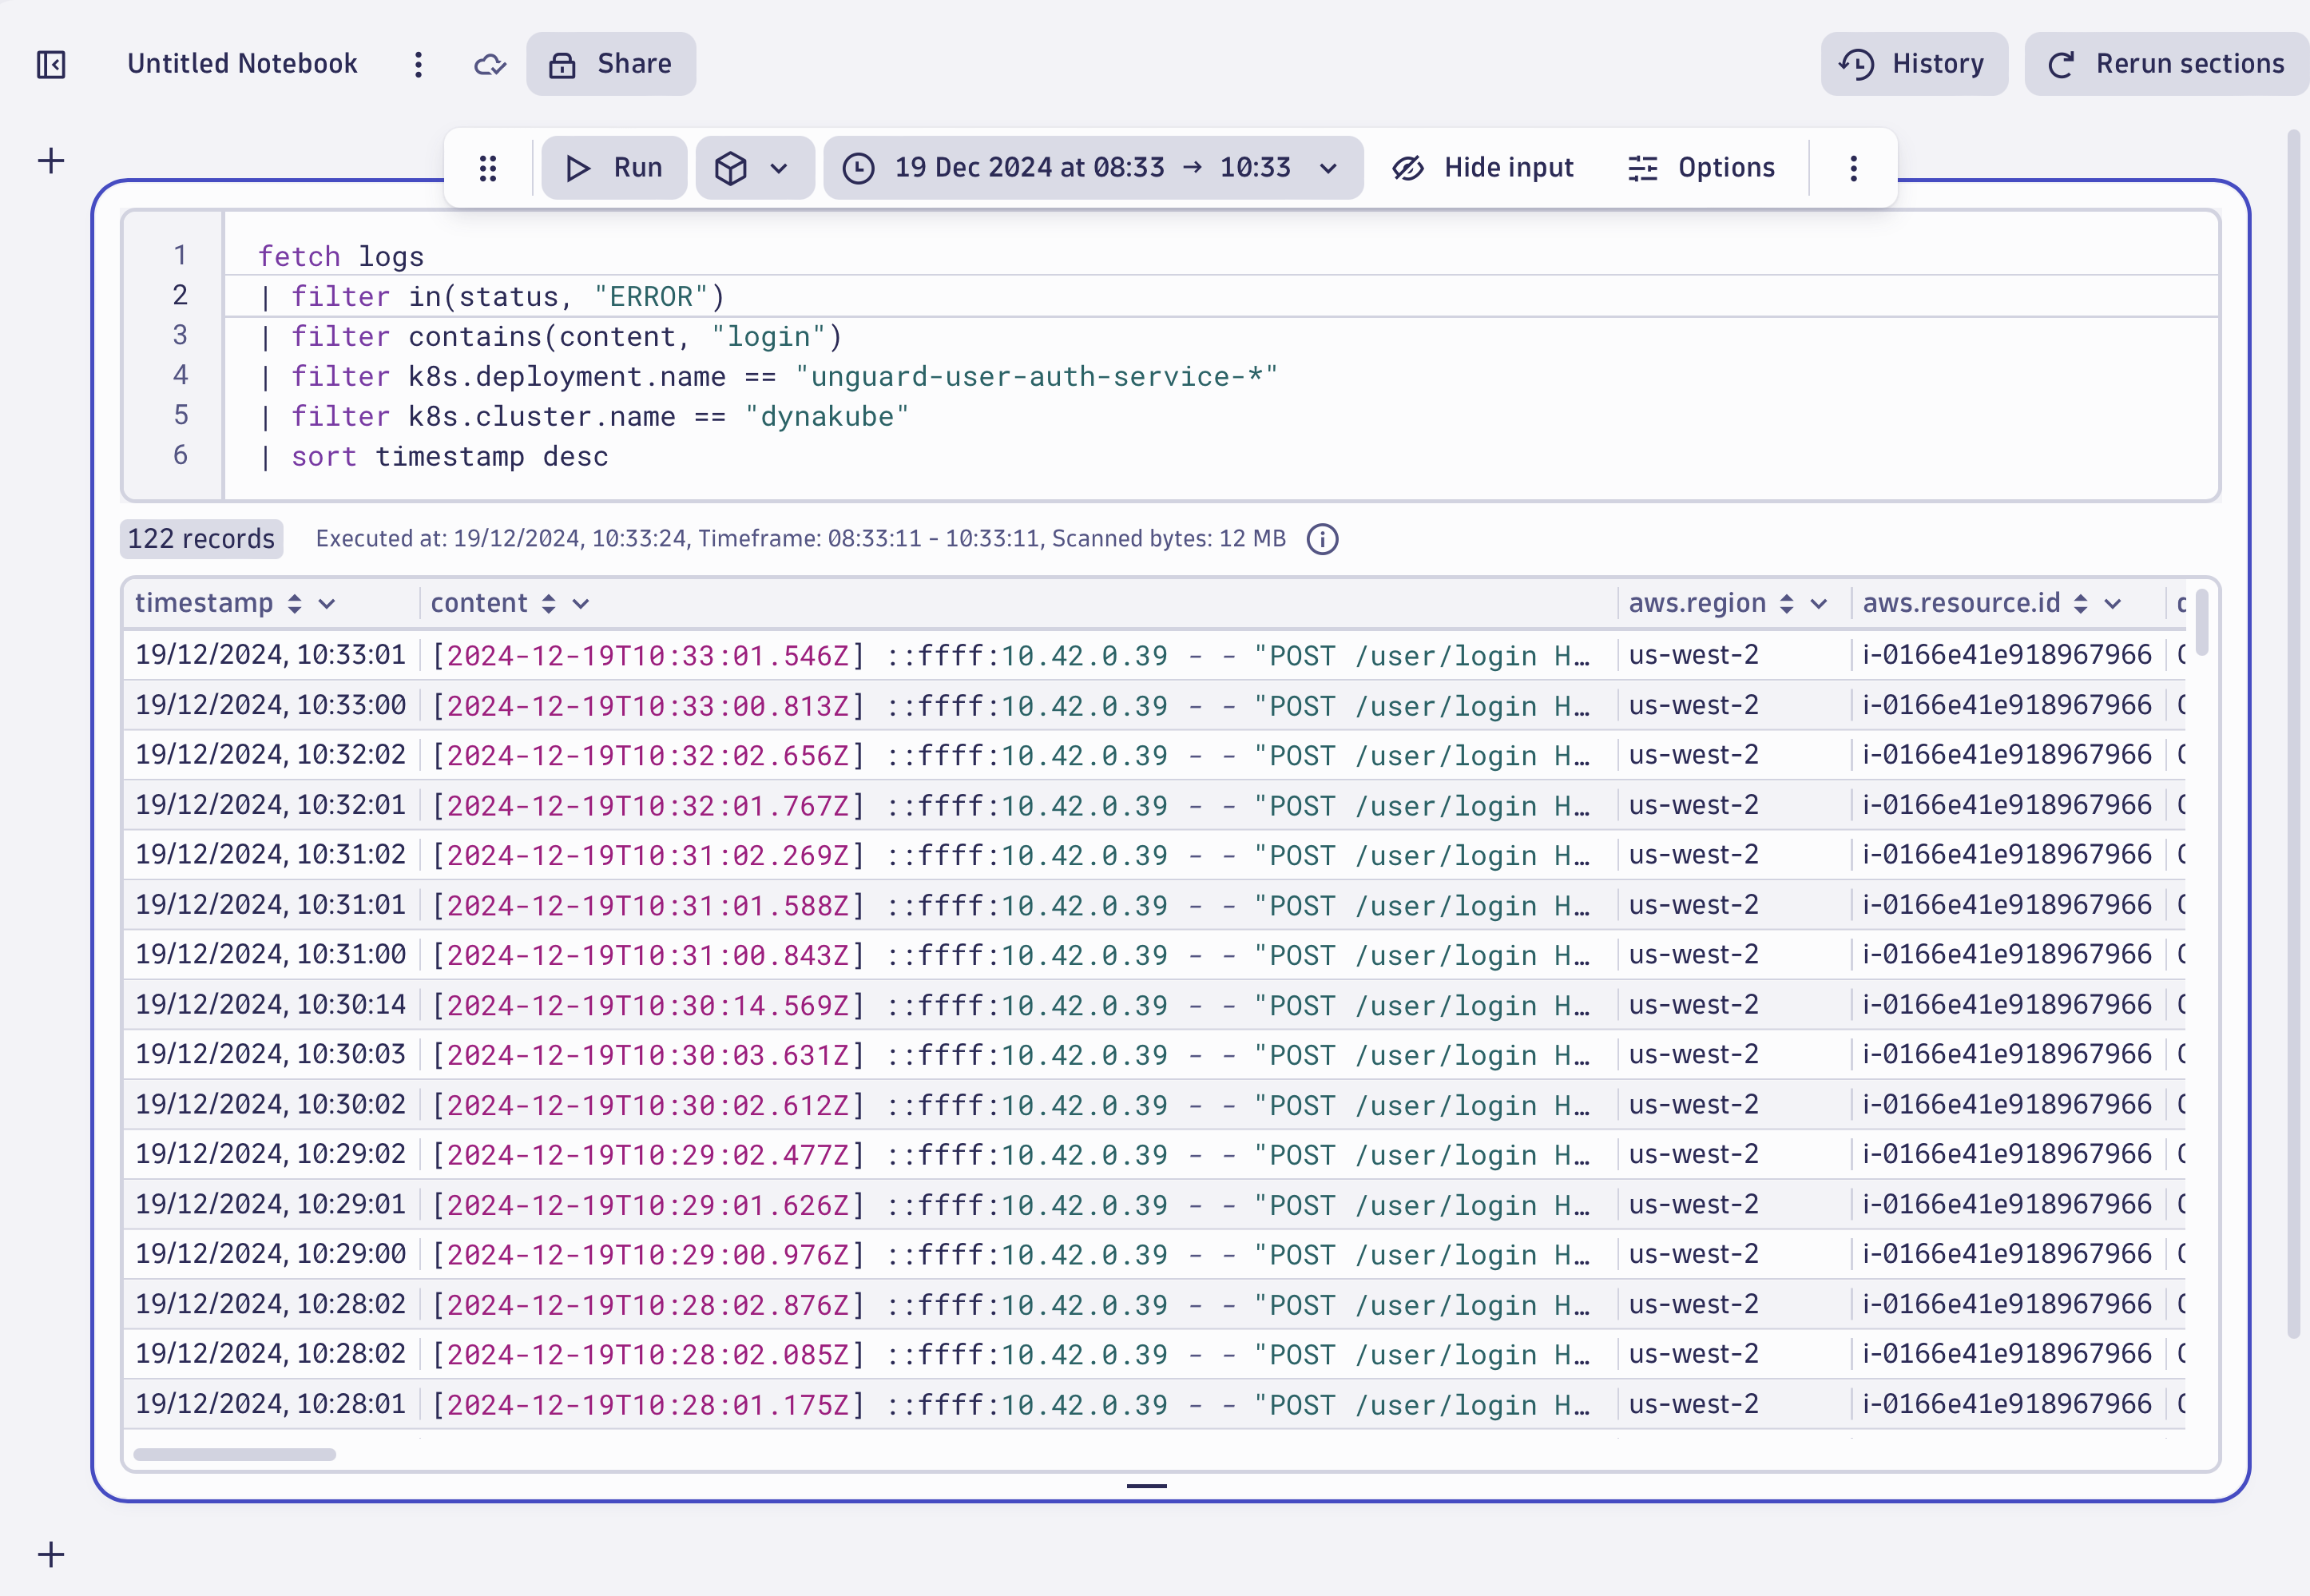 Untitled Notebook Share History Rerun sections
Run 19 Dec 2024 at 08:33 → 10:33 Hide input Options
1 fetch logs
2 | filter in(status, "ERROR")
3 | filter contains(content, "login")
4 | filter k8s.deployment.name == "unguard-user-auth-service-*"
5 | filter k8s.cluster.name == "dynakube"
6 | sort timestamp desc
122 records Executed at: 19/12/2024, 10:33:24, Timeframe: 08:33:11 - 10:33:11, Scanned bytes: 12 MB
timestamp content aws.region aws.resource.id
19/12/2024, 10:33:01 [2024-12-19T10:33:01.546Z] ::ffff:10.42.0.39 - - "POST /user/login H… us-west-2 i-0166e41e918967966
19/12/2024, 10:33:00 [2024-12-19T10:33:00.813Z] ::ffff:10.42.0.39 - - "POST /user/login H… us-west-2 i-0166e41e918967966
19/12/2024, 10:32:02 [2024-12-19T10:32:02.656Z] ::ffff:10.42.0.39 - - "POST /user/login H… us-west-2 i-0166e41e918967966
19/12/2024, 10:32:01 [2024-12-19T10:32:01.767Z] ::ffff:10.42.0.39 - - "POST /user/login H… us-west-2 i-0166e41e918967966
19/12/2024, 10:31:02 [2024-12-19T10:31:02.269Z] ::ffff:10.42.0.39 - - "POST /user/login H… us-west-2 i-0166e41e918967966
19/12/2024, 10:31:01 [2024-12-19T10:31:01.588Z] ::ffff:10.42.0.39 - - "POST /user/login H… us-west-2 i-0166e41e918967966
19/12/2024, 10:31:00 [2024-12-19T10:31:00.843Z] ::ffff:10.42.0.39 - - "POST /user/login H… us-west-2 i-0166e41e918967966
19/12/2024, 10:30:14 [2024-12-19T10:30:14.569Z] ::ffff:10.42.0.39 - - "POST /user/login H… us-west-2 i-0166e41e918967966
19/12/2024, 10:30:03 [2024-12-19T10:30:03.631Z] ::ffff:10.42.0.39 - - "POST /user/login H… us-west-2 i-0166e41e918967966
19/12/2024, 10:30:02 [2024-12-19T10:30:02.612Z] ::ffff:10.42.0.39 - - "POST /user/login H… us-west-2 i-0166e41e918967966
19/12/2024, 10:29:02 [2024-12-19T10:29:02.477Z] ::ffff:10.42.0.39 - - "POST /user/login H… us-west-2 i-0166e41e918967966
19/12/2024, 10:29:01 [2024-12-19T10:29:01.626Z] ::ffff:10.42.0.39 - - "POST /user/login H… us-west-2 i-0166e41e918967966
19/12/2024, 10:29:00 [2024-12-19T10:29:00.976Z] ::ffff:10.42.0.39 - - "POST /user/login H… us-west-2 i-0166e41e918967966
19/12/2024, 10:28:02 [2024-12-19T10:28:02.876Z] ::ffff:10.42.0.39 - - "POST /user/login H… us-west-2 i-0166e41e918967966
19/12/2024, 10:28:02 [2024-12-19T10:28:02.085Z] ::ffff:10.42.0.39 - - "POST /user/login H… us-west-2 i-0166e41e918967966
19/12/2024, 10:28:01 [2024-12-19T10:28:01.175Z] ::ffff:10.42.0.39 - - "POST /user/login H… us-west-2 i-0166e41e918967966